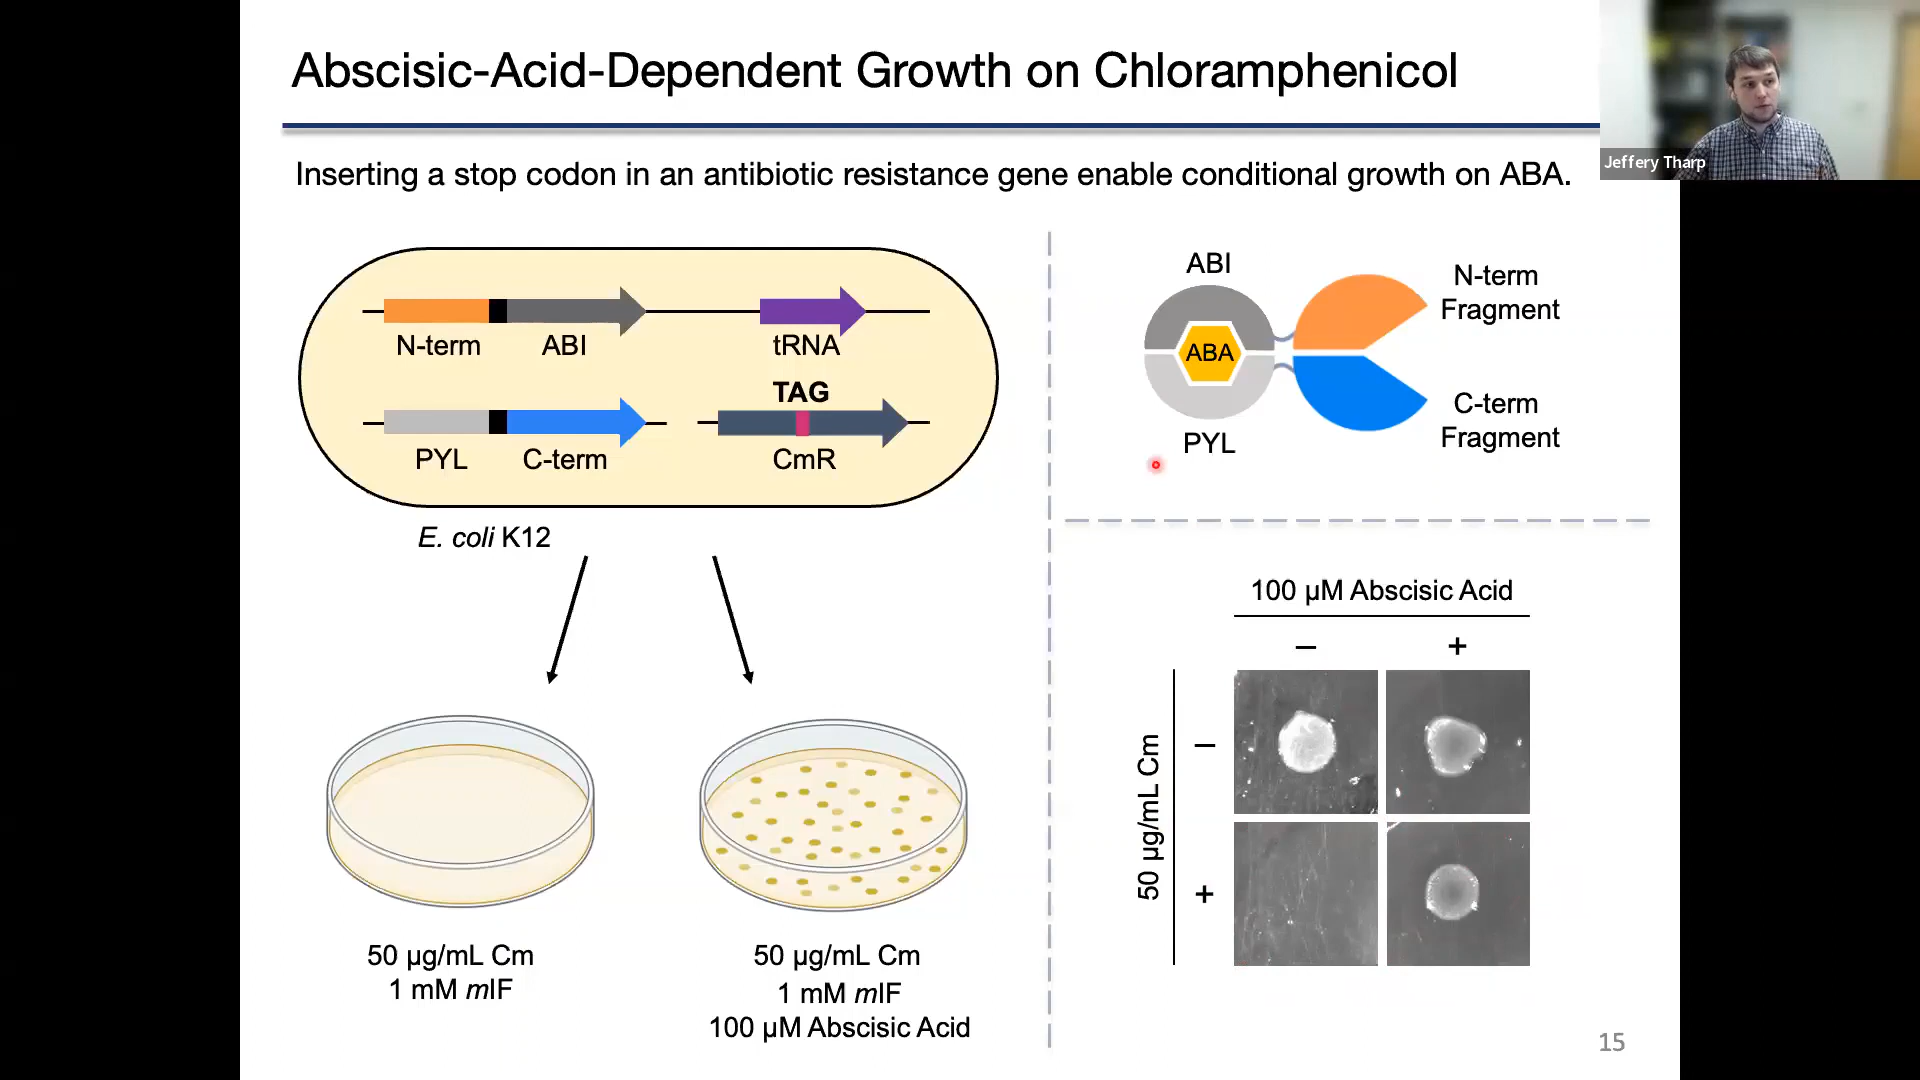 Abscisic-Acid-Dependent Growth on Chloramphenicol
Jeffery Tharp
Inserting a stop codon in an antibiotic resistance gene enable conditional growth on ABA.
N-term
ABI
tRNA
TAG
PYL
C-term
CmR
E. coli K12
50 µg/mL Cm
1 mM mIF
50 µg/mL Cm
1 mM mIF
100 µM Abscisic Acid
ABI
ABA
PYL
N-term
Fragment
C-term
Fragment
100 µM Abscisic Acid
– +
50 µg/mL Cm
–
+
15